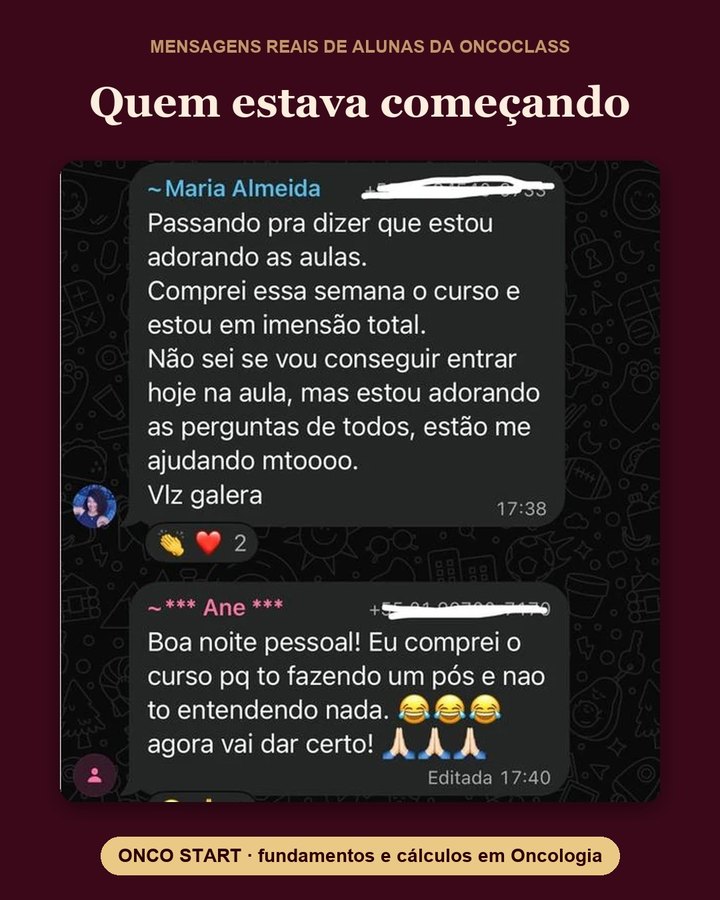 MENSAGENS REAIS DE ALUNAS DA ONCOCLASS
Quem estava começando
~Maria Almeida
Passando pra dizer que estou
adorando as aulas.
Comprei essa semana o curso e
estou em imensão total.
Não sei se vou conseguir entrar
hoje na aula, mas estou adorando
as perguntas de todos, estão me
ajudando mtoooo.
Vlz galera
17:38
👏 ❤️ 2
~*** Ane ***
Boa noite pessoal! Eu comprei o
curso pq to fazendo um pós e nao
to entendendo nada. 😂😂😂
agora vai dar certo! 🙏🏻🙏🏻🙏🏻
Editada 17:40
ONCO START · fundamentos e cálculos em Oncologia